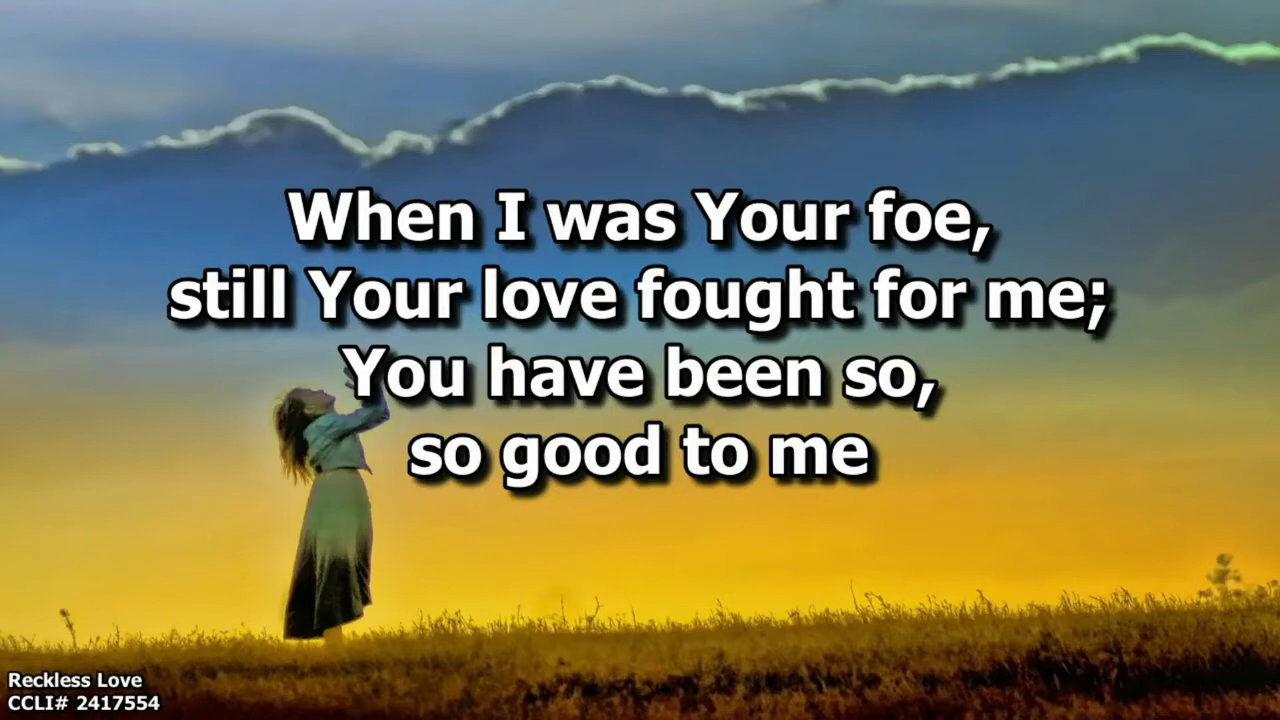 When I was Your foe,
still Your love fought for me;
You have been so,
so good to me
Reckless Love
CCLI# 2417554